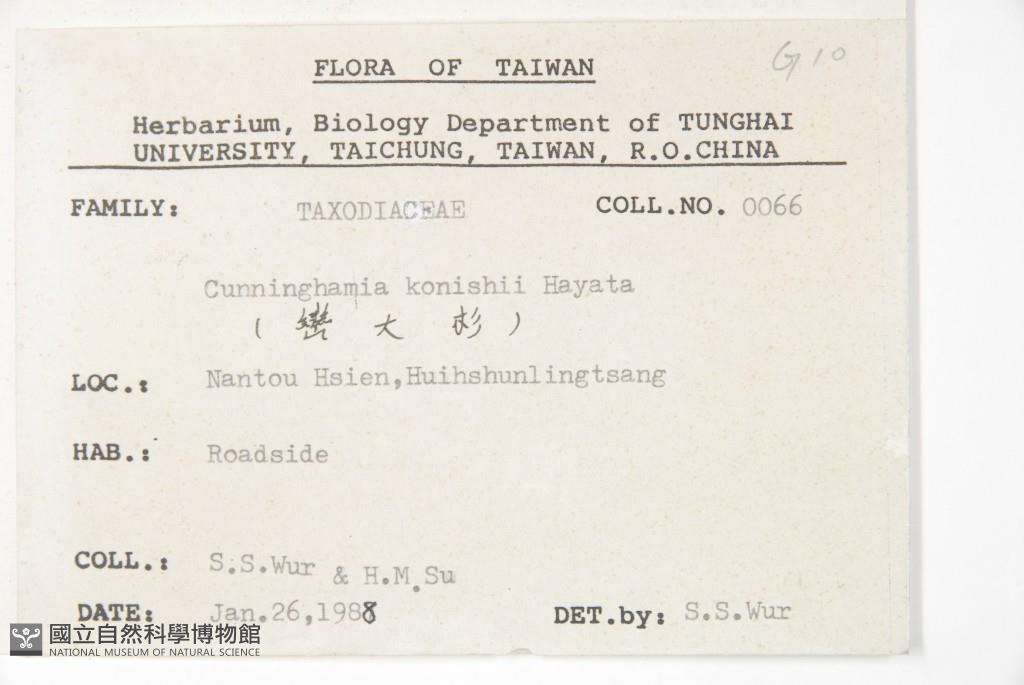 G10
FLORA OF TAIWAN
Herbarium, Biology Department of TUNGHAI
UNIVERSITY, TAICHUNG, TAIWAN, R.O.CHINA
FAMILY: TAXODIACEAE COLL.NO. 0066
Cunninghamia konishii Hayata
( 巒 大 杉 )
LOC.: Nantou Hsien,Huihshunlingtsang
HAB.: Roadside
COLL.: S.S.Wur & H.M.Su
DATE: Jan.26,1988 DET.by: S.S.Wur
國立自然科學博物館
NATIONAL MUSEUM OF NATURAL SCIENCE